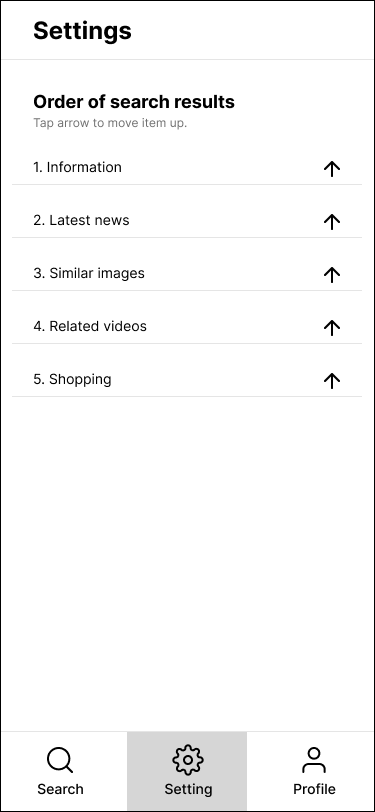 Settings
Order of search results
Tap arrow to move item up.
1. Information
2. Latest news
3. Similar images
4. Related videos
5. Shopping
Search
Setting
Profile